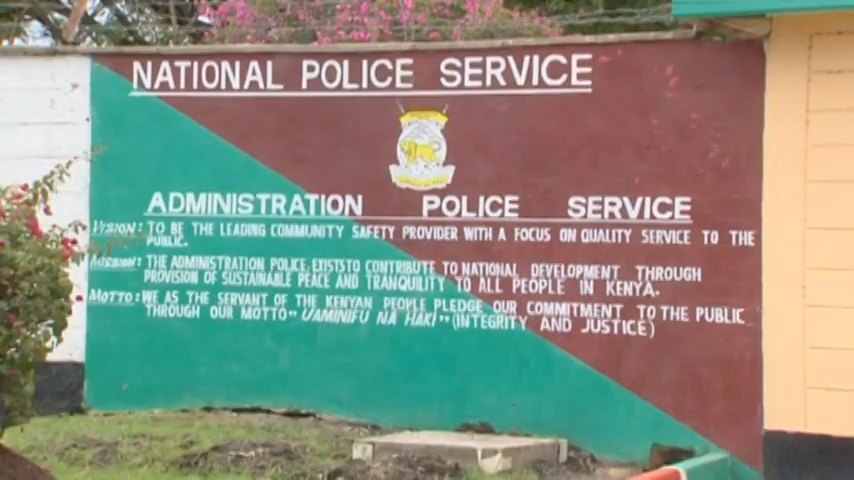 NATIONAL POLICE SERVICE
ADMINISTRATION POLICE SERVICE
VISION: TO BE THE LEADING COMMUNITY SAFETY PROVIDER WITH A FOCUS ON QUALITY SERVICE TO THE
PUBLIC.
MISSION: THE ADMINISTRATION POLICE EXISTSTO CONTRIBUTE TO NATIONAL DEVELOPMENT THROUGH
PROVISION OF SUSTAINABLE PEACE AND TRANQUILITY TO ALL PEOPLE IN KENYA.
MOTTO: WE AS THE SERVANT OF THE KENYAN PEOPLE PLEDGE OUR COMMITMENT TO THE PUBLIC
THROUGH OUR MOTTO "UAMINIFU NA HAKI" (INTEGRITY AND JUSTICE)